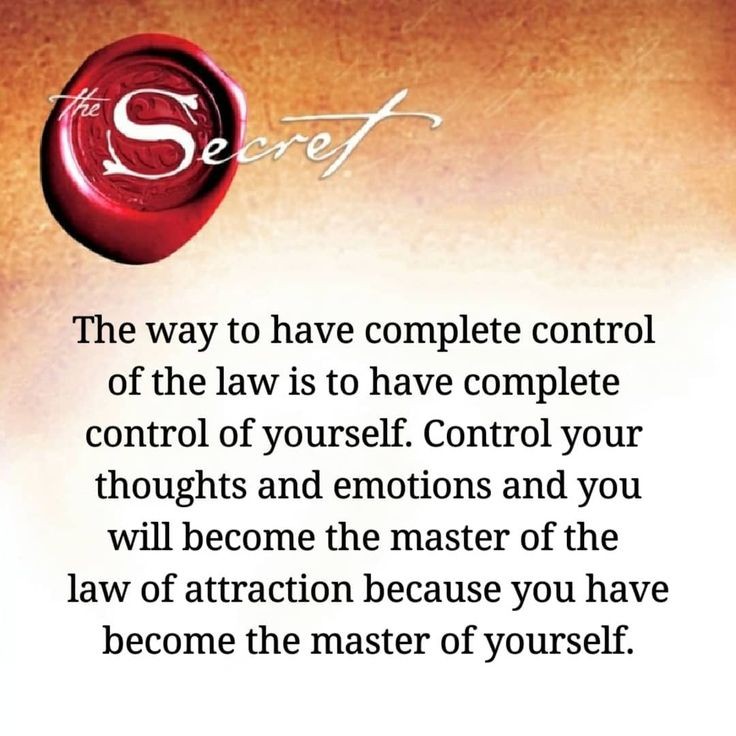 the Secret
The way to have complete control
of the law is to have complete
control of yourself. Control your
thoughts and emotions and you
will become the master of the
law of attraction because you have
become the master of yourself.